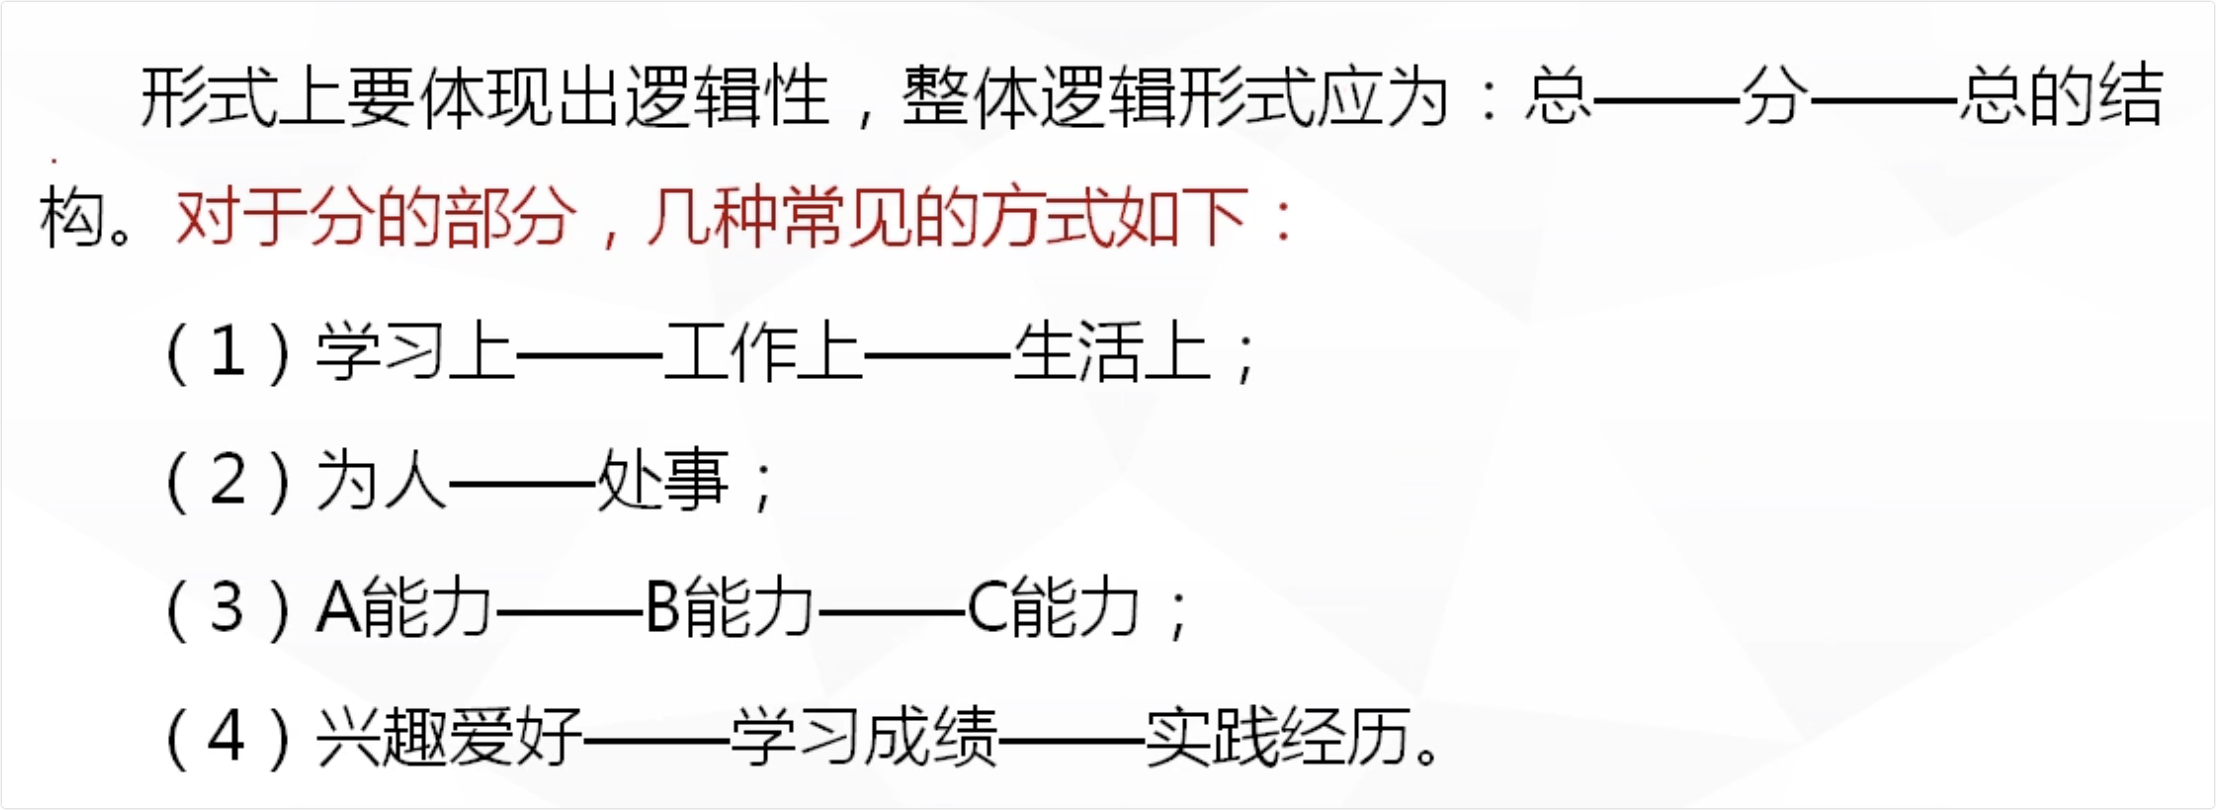 形式上要体现出逻辑性，整体逻辑形式应为：总——分——总的结
构。对于分的部分，几种常见的方式如下：
（1）学习上——工作上——生活上；
（2）为人——处事；
（3）A能力——B能力——C能力；
（4）兴趣爱好——学习成绩——实践经历。